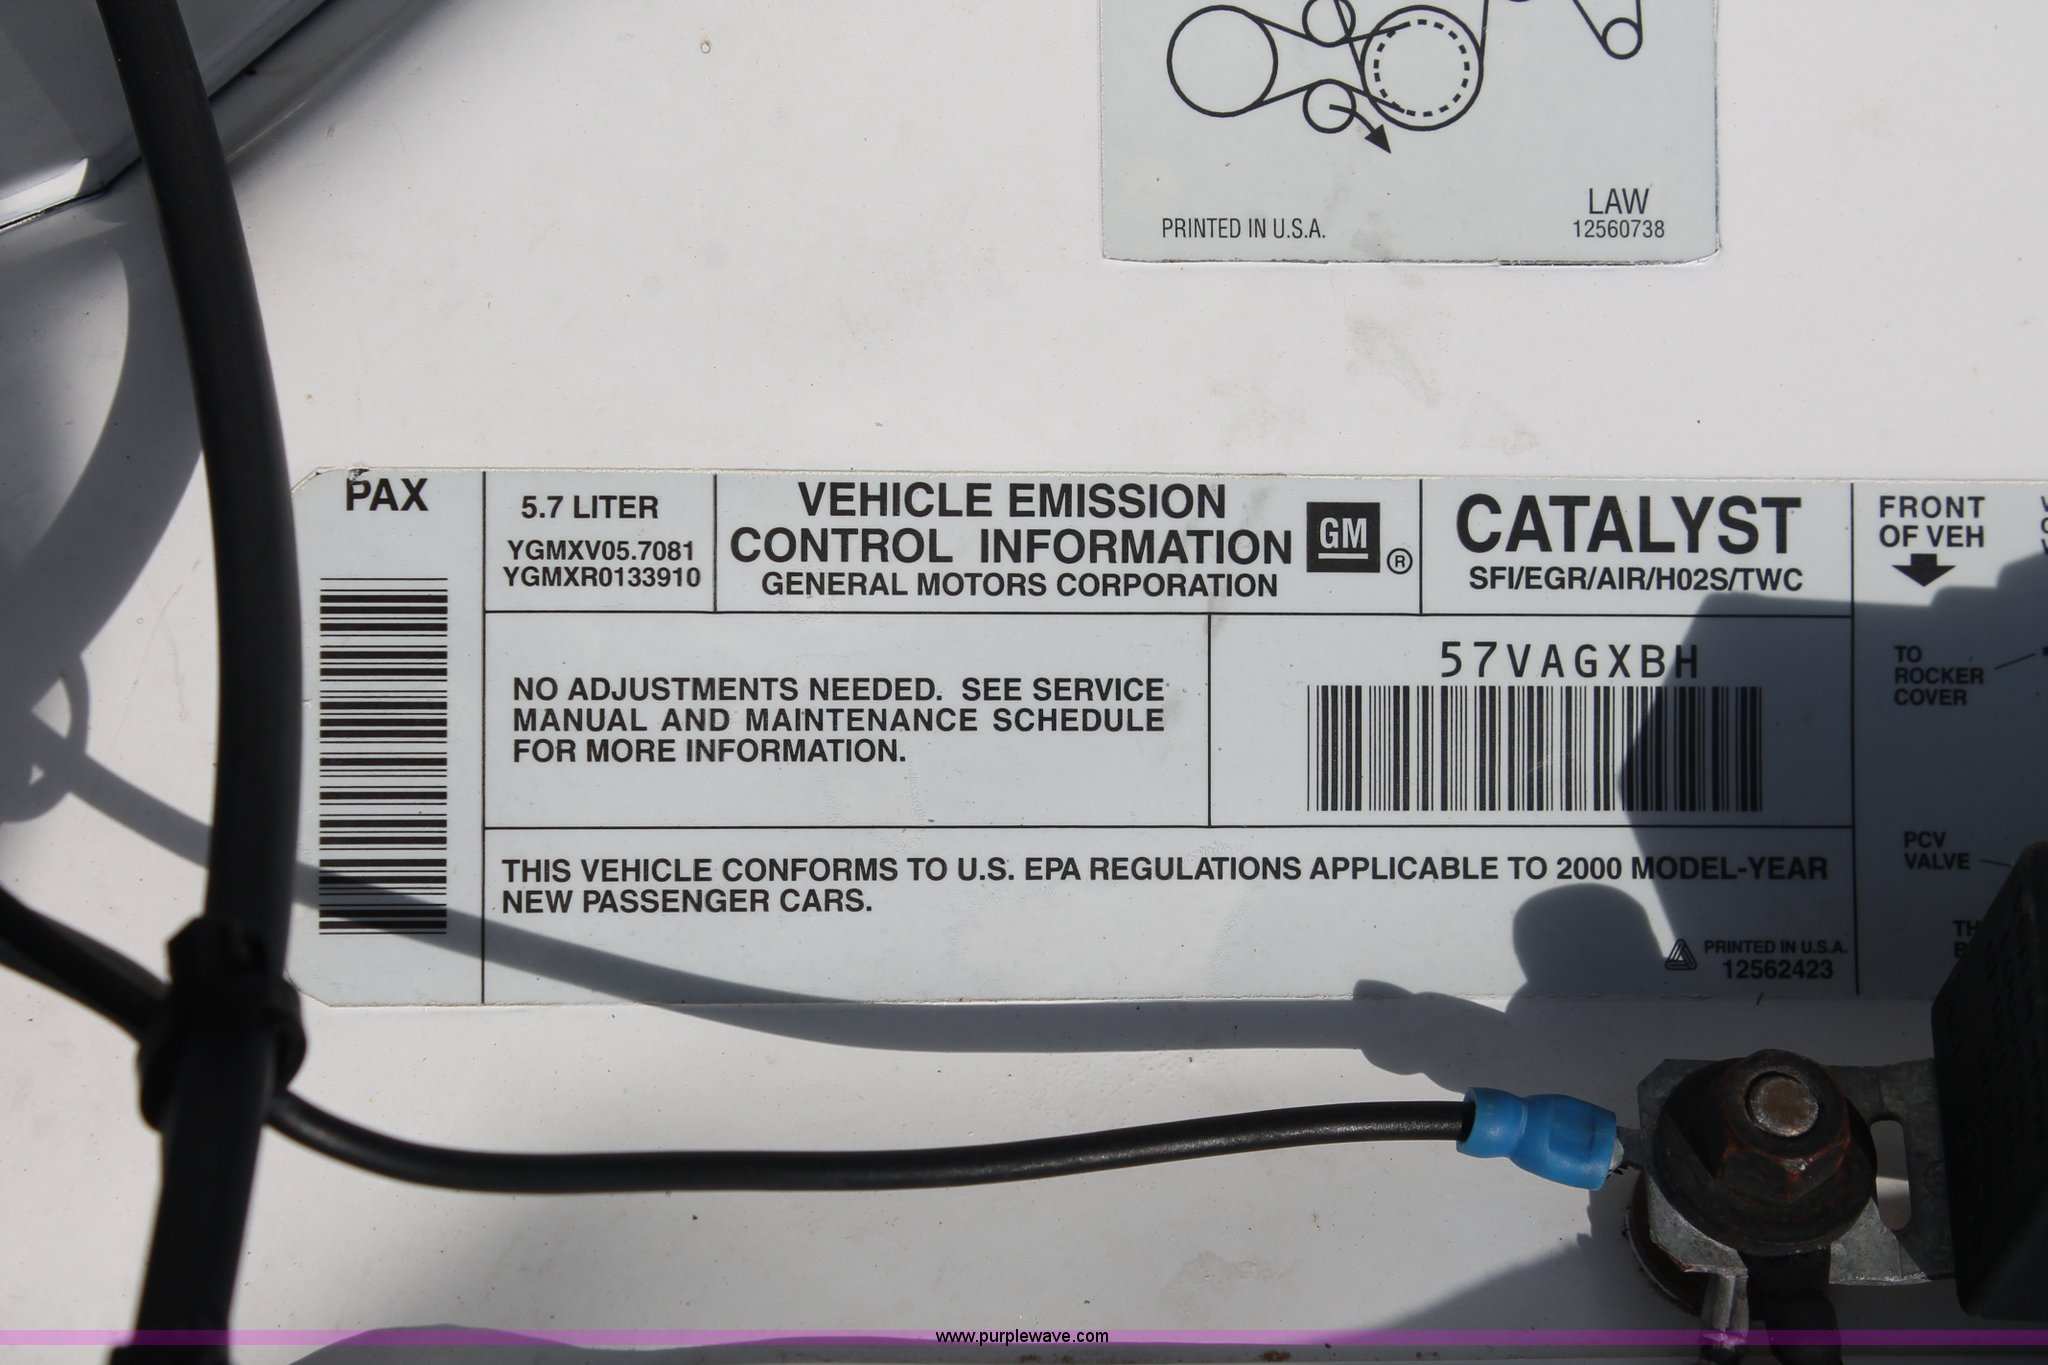 PRINTED IN U.S.A.
LAW
12560738
PAX
5.7 LITER
YGMXV05.7081
YGMXR0133910
VEHICLE EMISSION
CONTROL INFORMATION
GENERAL MOTORS CORPORATION
GM
®
CATALYST
SFI/EGR/AIR/H02S/TWC
FRONT
OF VEH
NO ADJUSTMENTS NEEDED. SEE SERVICE
MANUAL AND MAINTENANCE SCHEDULE
FOR MORE INFORMATION.
57VAGXBH
TO
ROCKER
COVER
PCV
VALVE
THIS VEHICLE CONFORMS TO U.S. EPA REGULATIONS APPLICABLE TO 2000 MODEL-YEAR
NEW PASSENGER CARS.
PRINTED IN U.S.A.
12562423
www.purplewave.com